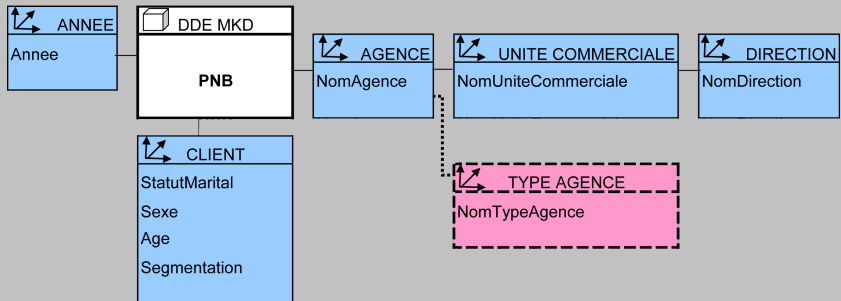 ANNEE
Annee
DDE MKD
PNB
AGENCE
NomAgence
UNITE COMMERCIALE
NomUniteCommerciale
DIRECTION
NomDirection
CLIENT
StatutMarital
Sexe
Age
Segmentation
TYPE AGENCE
NomTypeAgence